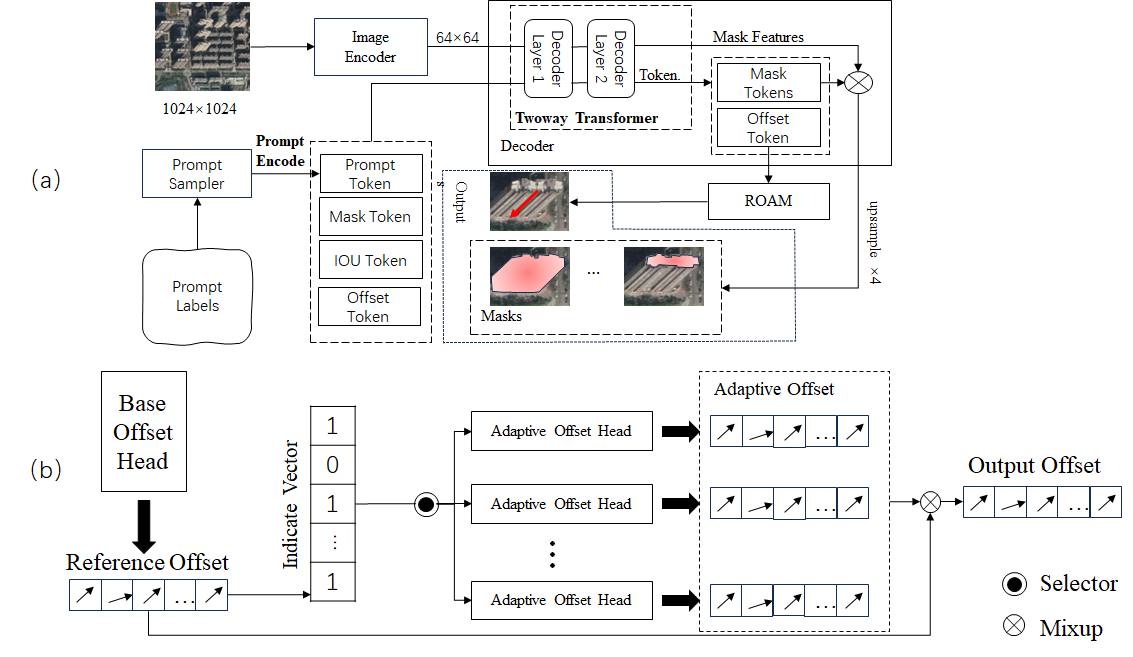 Image
Encoder
64×64
Decoder
Layer 1
Decoder
Layer 2
Mask Features
Token.
Mask
Tokens
Offset
Token
Twoway Transformer
Decoder
1024×1024
(a)
Prompt
Encode
Prompt
Sampler
Prompt
Labels
Prompt
Token
Mask Token
IOU Token
Offset
Token
Output
s
ROAM
upsample ×4
...
Masks
(b)
Base
Offset
Head
Reference Offset
...
Indicate Vector
1
0
1
⋮
1
Adaptive Offset Head
Adaptive Offset Head
⋮
Adaptive Offset Head
Adaptive Offset
...
...
...
Output Offset
...
Selector
Mixup